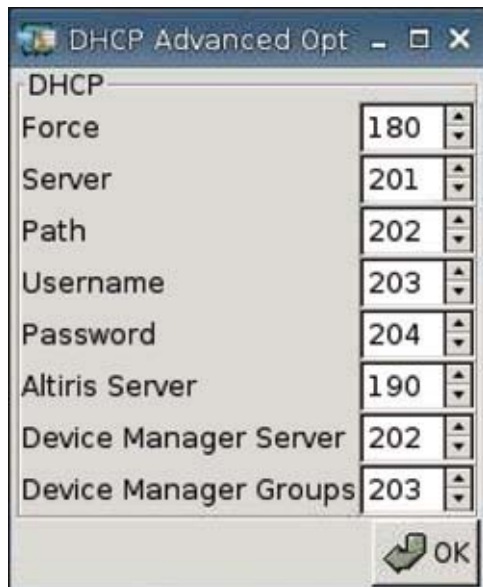 DHCP Advanced Opt
DHCP
Force 180
Server 201
Path 202
Username 203
Password 204
Altiris Server 190
Device Manager Server 202
Device Manager Groups 203
OK